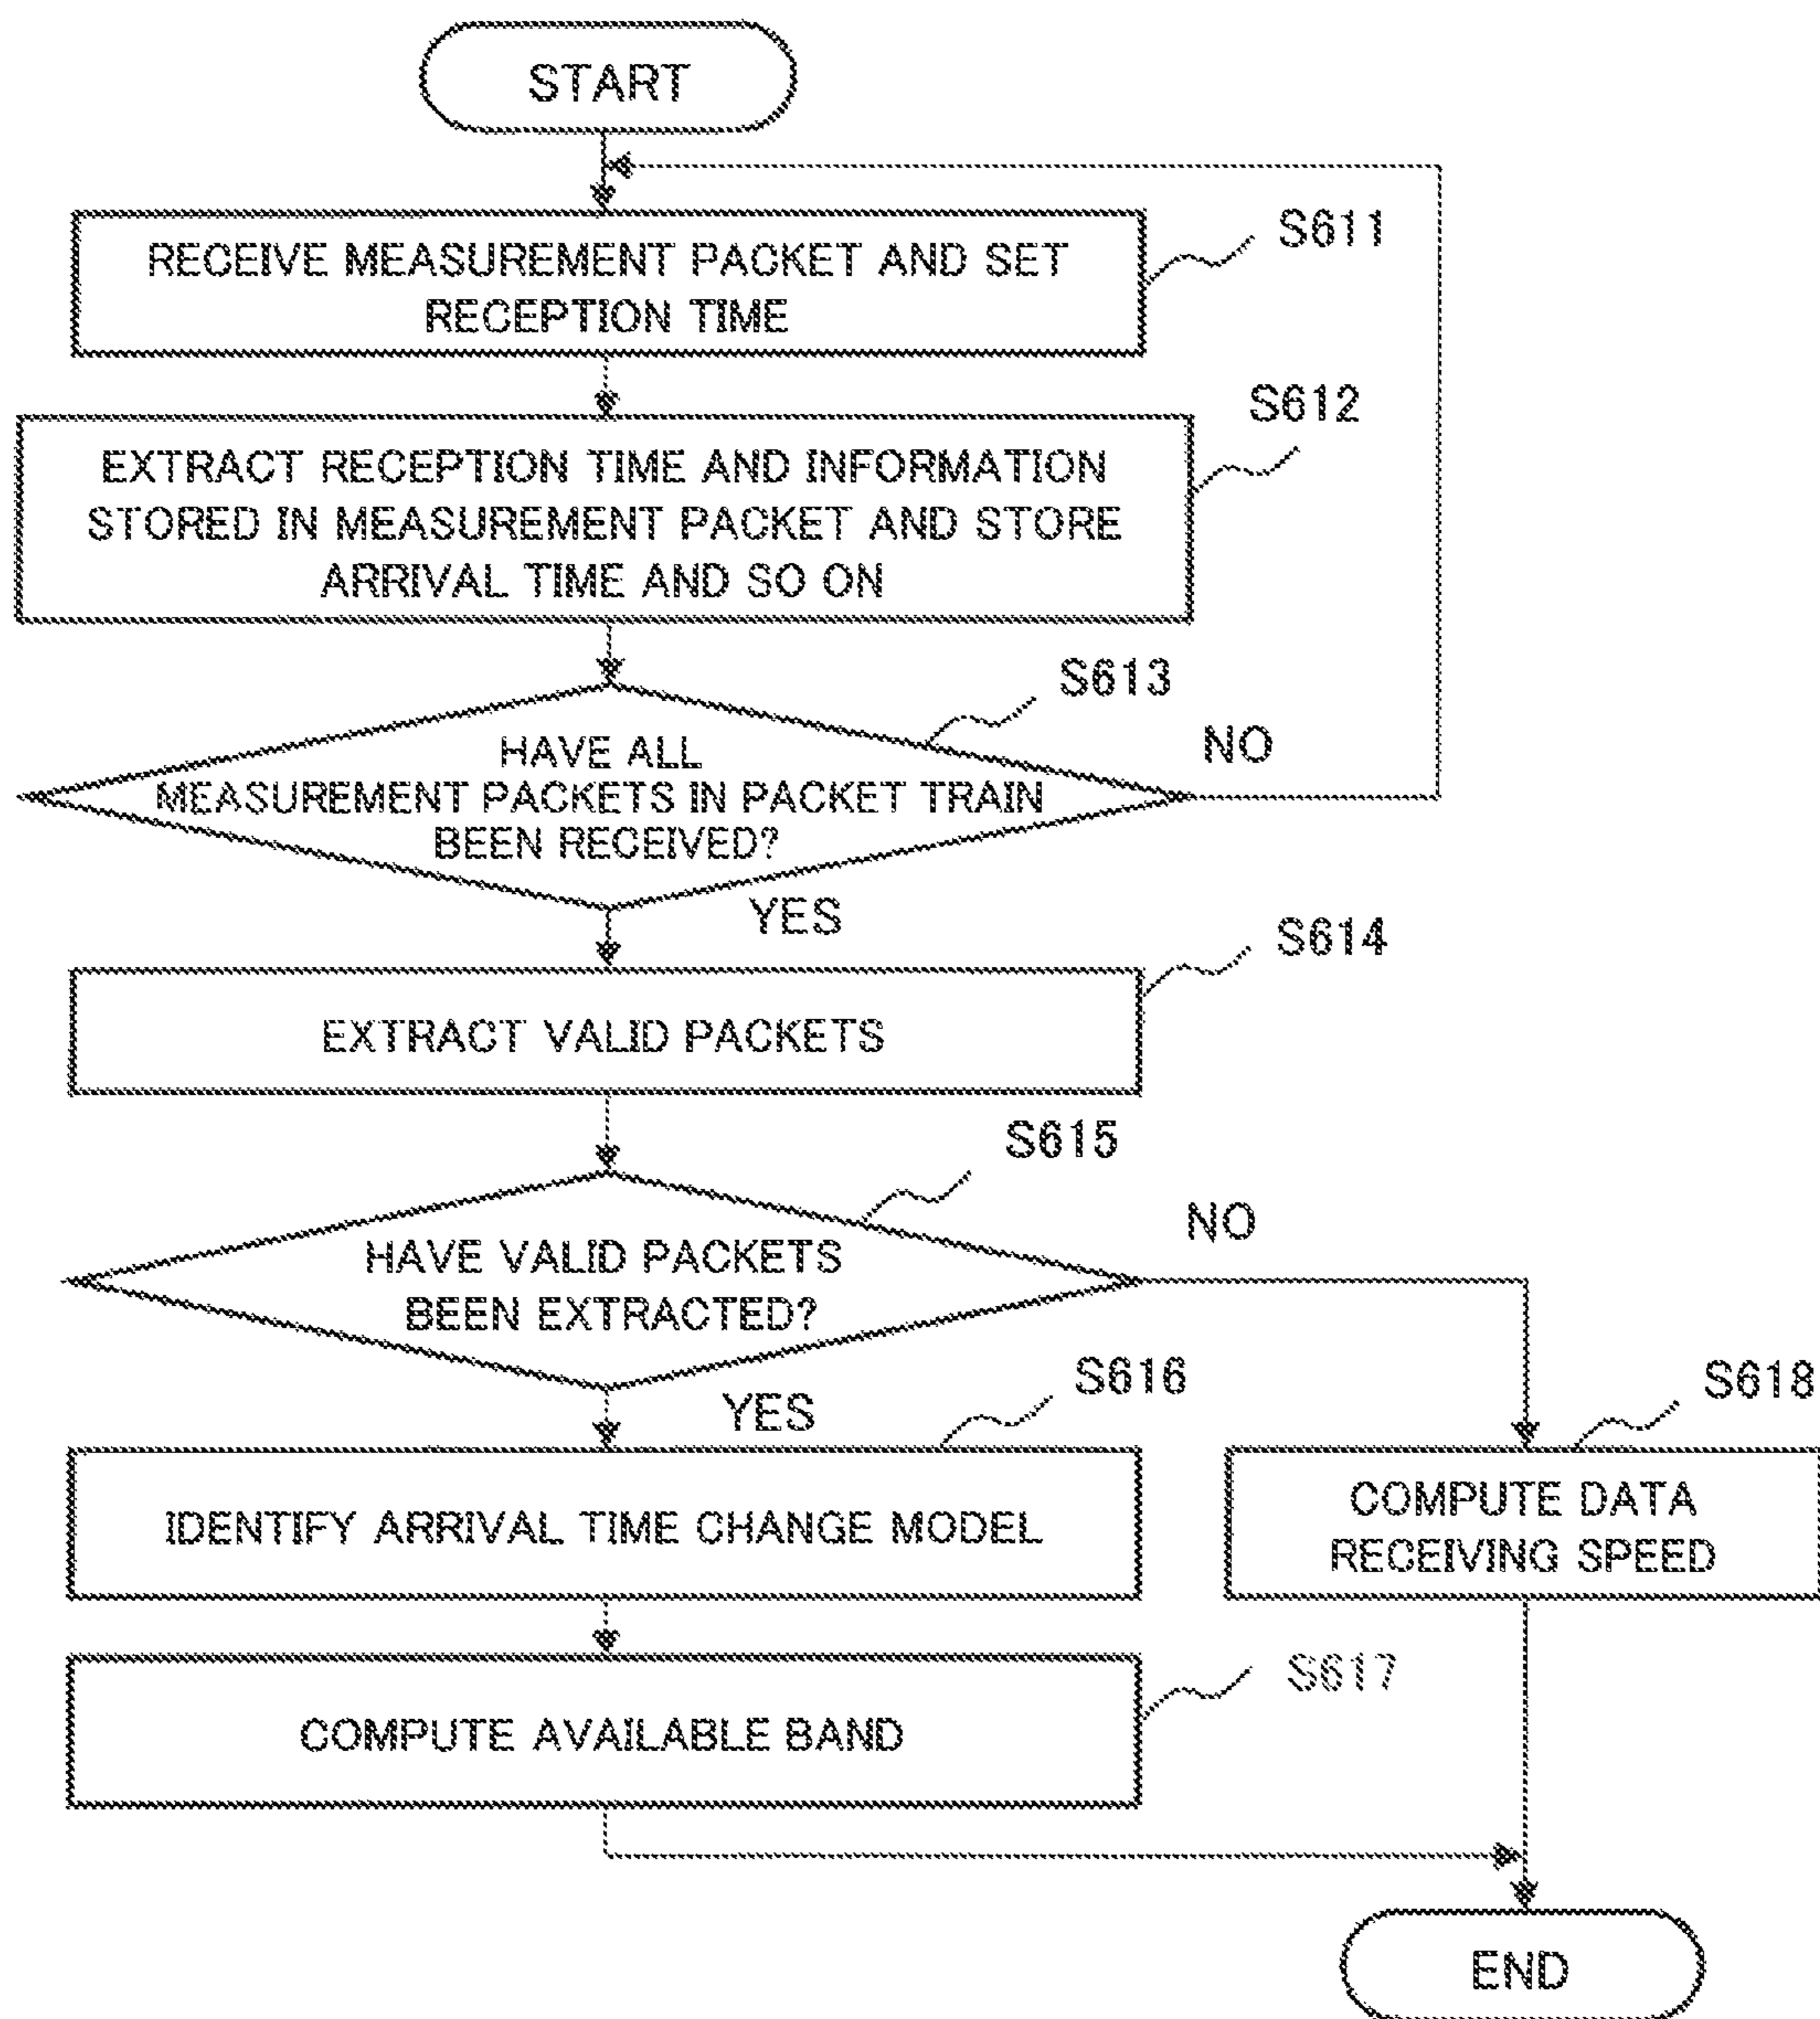 START
S611
RECEIVE MEASUREMENT PACKET AND SET
RECEPTION TIME
S612
EXTRACT RECEPTION TIME AND INFORMATION
STORED IN MEASUREMENT PACKET AND STORE
ARRIVAL TIME AND SO ON
S613
NO
HAVE ALL
MEASUREMENT PACKETS IN PACKET TRAIN
BEEN RECEIVED?
YES
S614
EXTRACT VALID PACKETS
S615
NO
HAVE VALID PACKETS
BEEN EXTRACTED?
YES
S616
S618
IDENTIFY ARRIVAL TIME CHANGE MODEL
COMPUTE DATA
RECEIVING SPEED
S617
COMPUTE AVAILABLE BAND
END